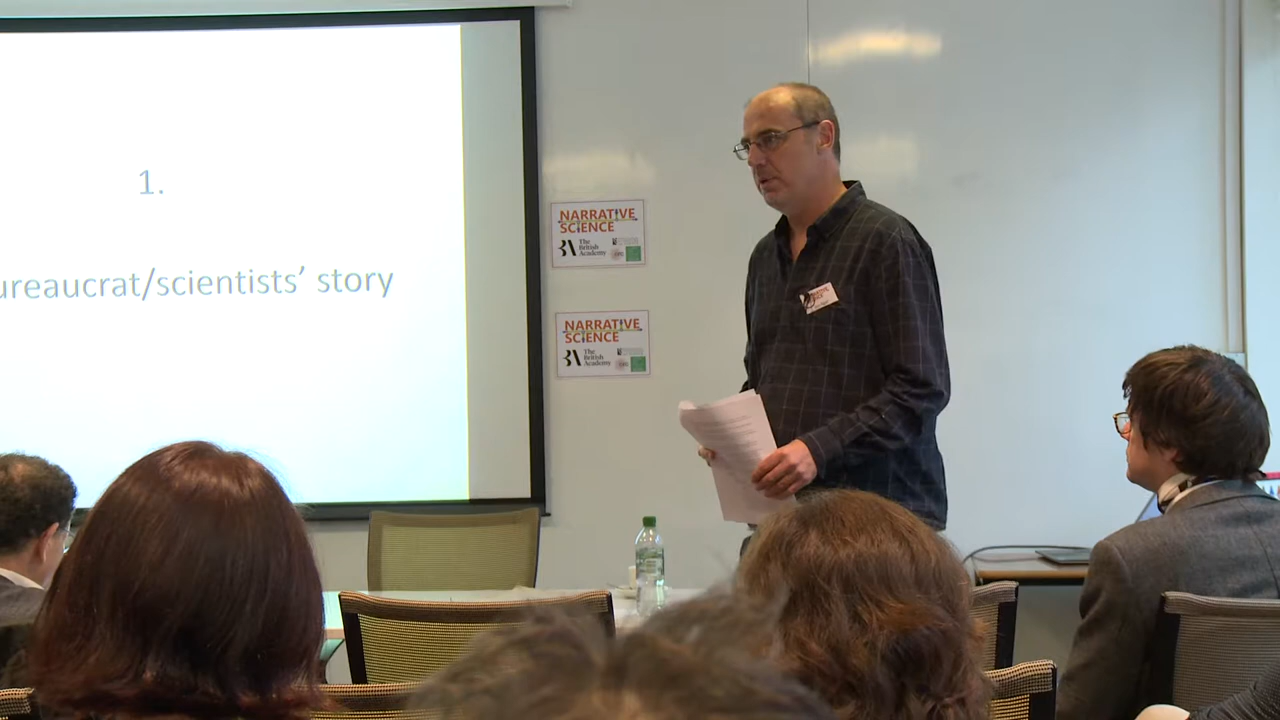 1.
ureaucrat/scientists' story
NARRATIVE
SCIENCE
The
British
Academy
NARRATIVE
SCIENCE
The
British
Academy